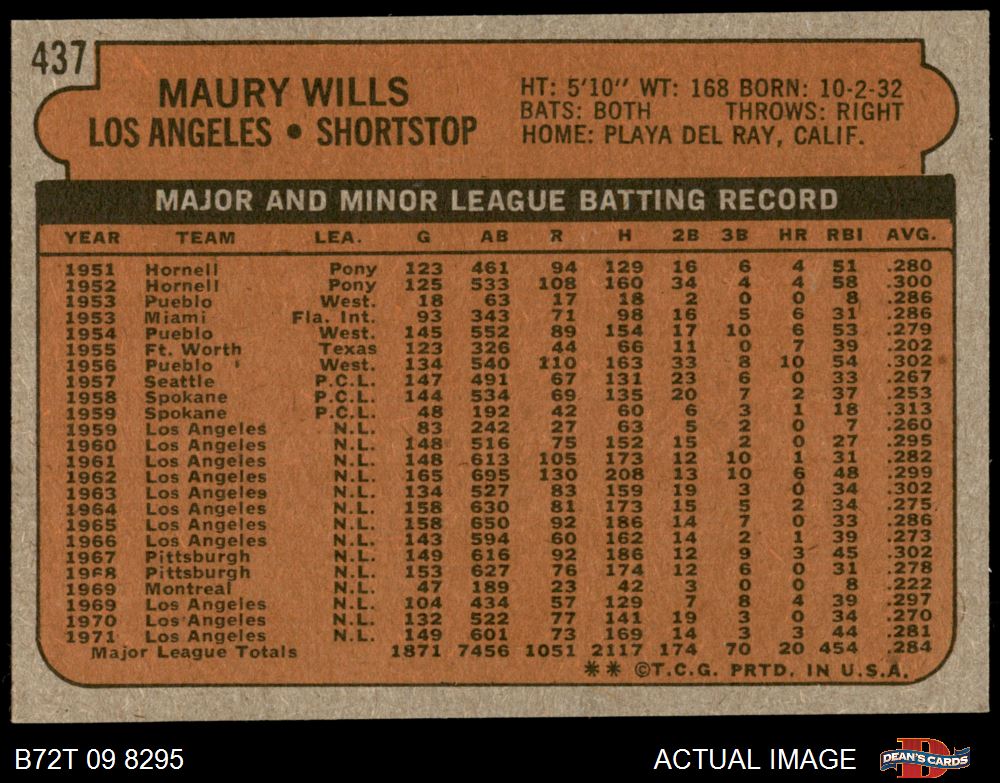 437
MAURY WILLS
LOS ANGELES • SHORTSTOP
HT: 5'10" WT: 168 BORN: 10-2-32
BATS: BOTH THROWS: RIGHT
HOME: PLAYA DEL RAY, CALIF.
MAJOR AND MINOR LEAGUE BATTING RECORD
YEAR TEAM LEA. G AB R H 2B 3B HR RBI AVG.
1951 Hornell Pony 123 461 94 129 16 6 4 51 .280
1952 Hornell Pony 125 533 108 160 34 4 4 58 .300
1953 Pueblo West. 18 63 17 18 2 0 0 8 .286
1953 Miami Fla. Int. 93 343 71 98 16 5 6 31 .286
1954 Pueblo West. 145 552 89 154 17 10 6 53 .279
1955 Ft. Worth Texas 123 326 44 66 11 0 7 39 .202
1956 Pueblo West. 134 540 110 163 33 8 10 54 .302
1957 Seattle P.C.L. 147 491 67 131 23 6 0 33 .267
1958 Spokane P.C.L. 144 534 69 135 20 7 2 37 .253
1959 Spokane P.C.L. 48 192 42 60 6 3 1 18 .313
1959 Los Angeles N.L. 83 242 27 63 5 2 0 7 .260
1960 Los Angeles N.L. 148 516 75 152 15 2 0 27 .295
1961 Los Angeles N.L. 148 613 105 173 12 10 1 31 .282
1962 Los Angeles N.L. 165 695 130 208 13 10 6 48 .299
1963 Los Angeles N.L. 134 527 83 159 19 3 0 34 .302
1964 Los Angeles N.L. 158 630 81 173 15 5 2 34 .275
1965 Los Angeles N.L. 158 650 92 186 14 7 0 33 .286
1966 Los Angeles N.L. 143 594 60 162 14 2 1 39 .273
1967 Pittsburgh N.L. 149 616 92 186 12 9 3 45 .302
1968 Pittsburgh N.L. 153 627 76 174 12 6 0 31 .278
1969 Montreal N.L. 47 189 23 42 3 0 0 8 .222
1969 Los Angeles N.L. 104 434 57 129 7 8 4 39 .297
1970 Los Angeles N.L. 132 522 77 141 19 3 0 34 .270
1971 Los Angeles N.L. 149 601 73 169 14 3 3 44 .281
Major League Totals 1871 7456 1051 2117 174 70 20 454 .284
** ©T.C.G. PRTD. IN U.S.A.
B72T 09 8295
ACTUAL IMAGE
DEAN'S CARDS